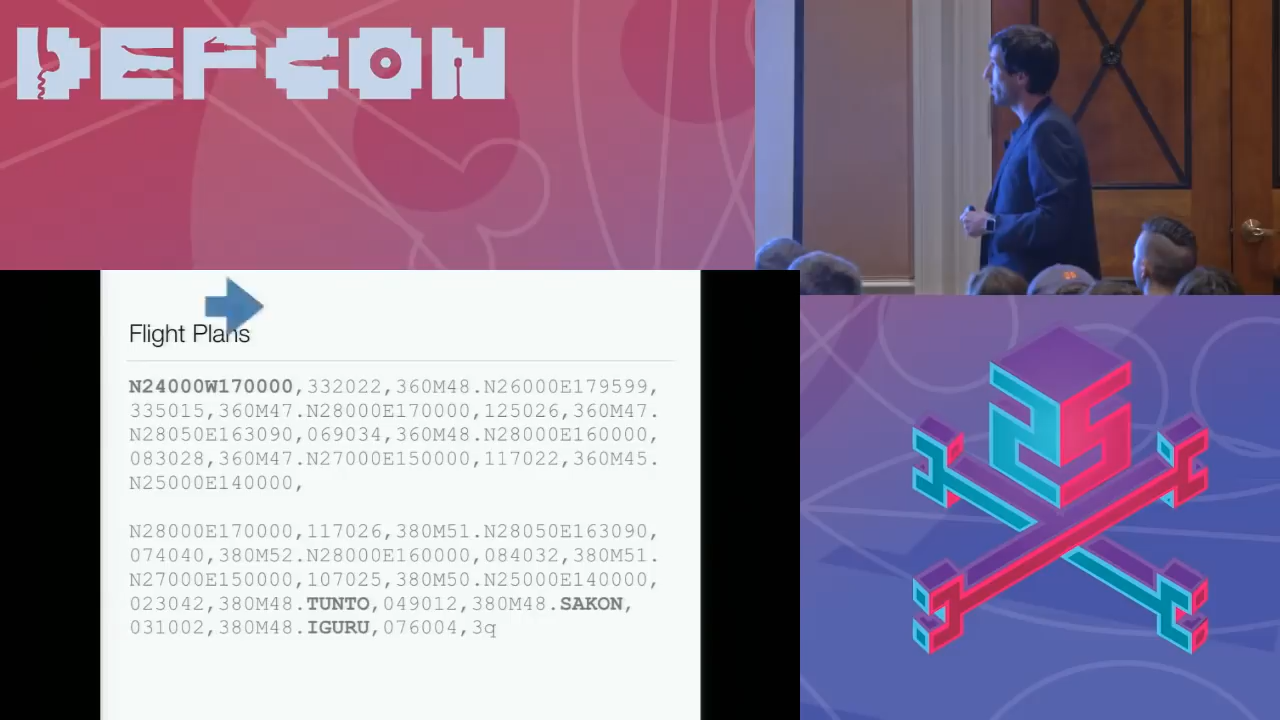 DEFCON
Flight Plans
N24000W170000,332022,360M48.N26000E179599,
335015,360M47.N28000E170000,125026,360M47.
N28050E163090,069034,360M48.N28000E160000,
083028,360M47.N27000E150000,117022,360M45.
N25000E140000,
N28000E170000,117026,380M51.N28050E163090,
074040,380M52.N28000E160000,084032,380M51.
N27000E150000,107025,380M50.N25000E140000,
023042,380M48.TUNTO,049012,380M48.SAKON,
031002,380M48.IGURU,076004,3q
25